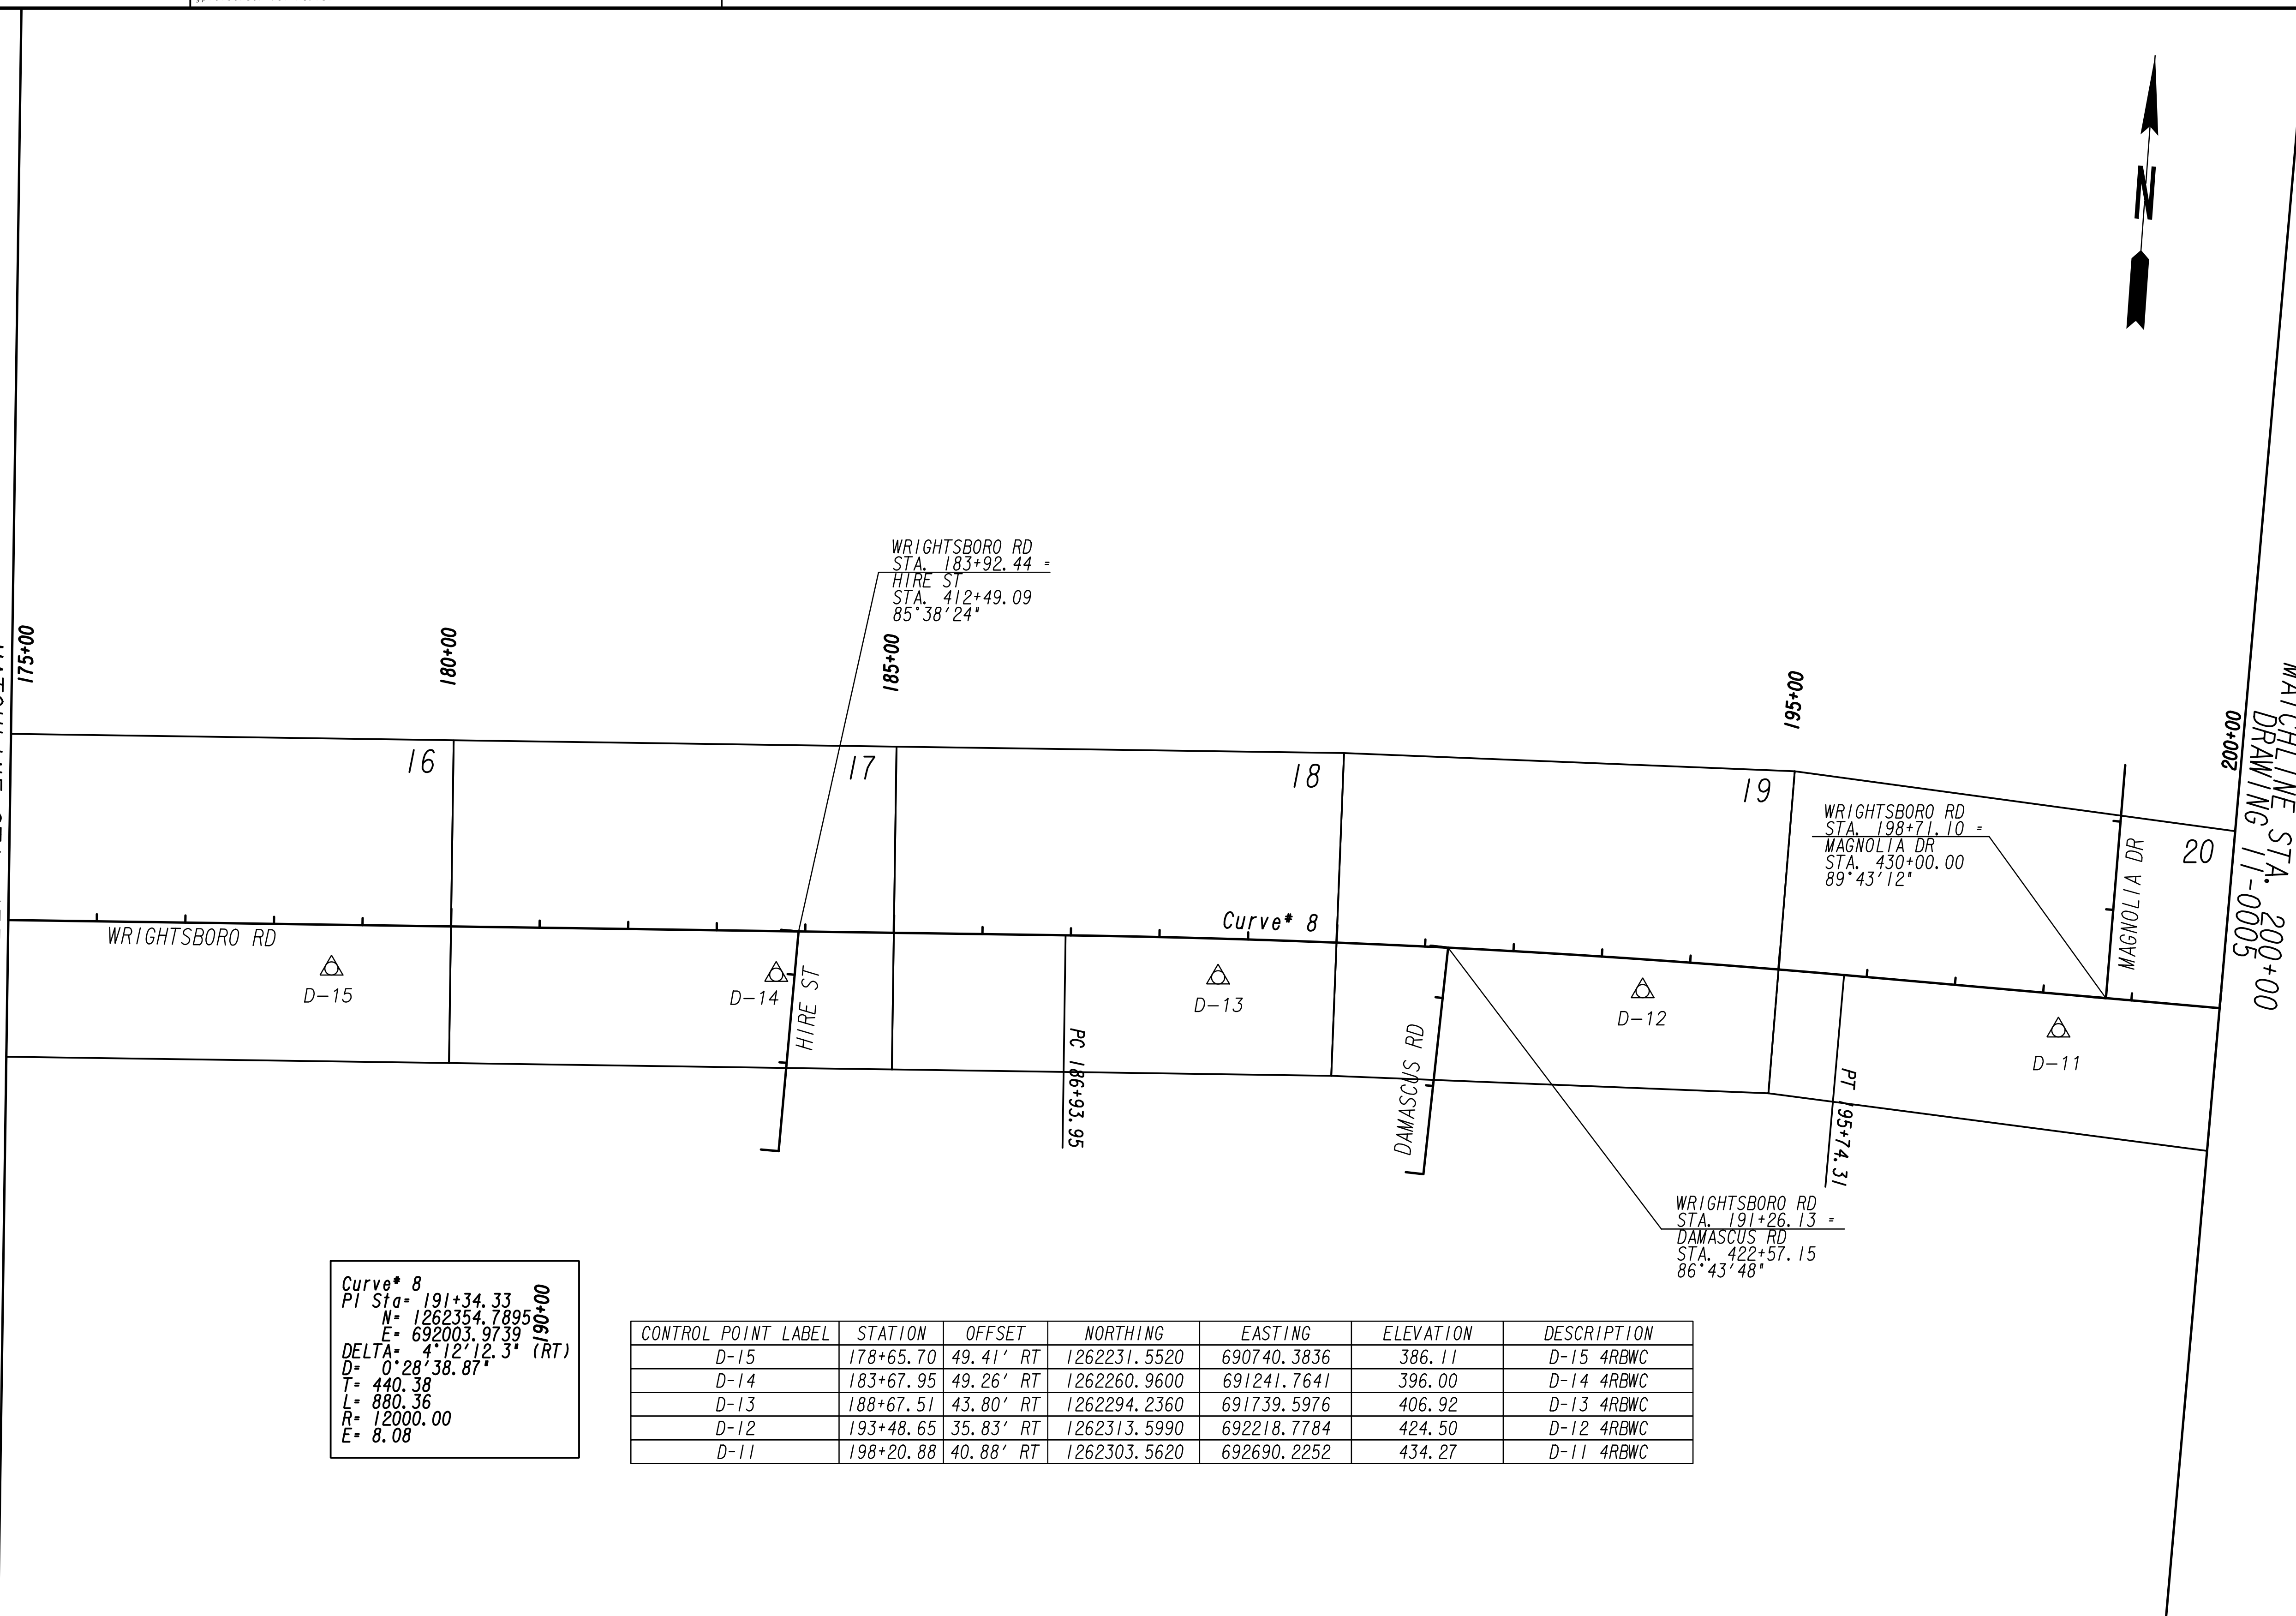 N
WRIGHTSBORO RD
STA. 183+92.44 =
HIRE ST
STA. 412+49.09
85°38'24"
175+00
180+00
185+00
195+00
200+00
MATCHLINE STA. 200+00
DRAWING 11-0005
16
17
18
19
20
WRIGHTSBORO RD
STA. 198+71.10 =
MAGNOLIA DR
STA. 430+00.00
89°43'12"
MAGNOLIA DR
Curve# 8
WRIGHTSBORO RD
D-15
D-14
HIRE ST
D-13
D-12
D-11
PC 186+93.95
DAMASCUS RD
PT 195+74.31
WRIGHTSBORO RD
STA. 191+26.13 =
DAMASCUS RD
STA. 422+57.15
86°43'48"
Curve# 8
PI Sta= 191+34.33
N= 1262354.7895
E= 692003.9739
DELTA= 4°12'12.3" (RT)
D= 0°28'38.87"
T= 440.38
L= 880.36
R= 12000.00
E= 8.08
190+00
CONTROL POINT LABEL STATION OFFSET NORTHING EASTING ELEVATION DESCRIPTION
D-15 178+65.70 49.41' RT 1262231.5520 690740.3836 386.11 D-15 4RBWC
D-14 183+67.95 49.26' RT 1262260.9600 691241.7641 396.00 D-14 4RBWC
D-13 188+67.51 43.80' RT 1262294.2360 691739.5976 406.92 D-13 4RBWC
D-12 193+48.65 35.83' RT 1262313.5990 692218.7784 424.50 D-12 4RBWC
D-11 198+20.88 40.88' RT 1262303.5620 692690.2252 434.27 D-11 4RBWC